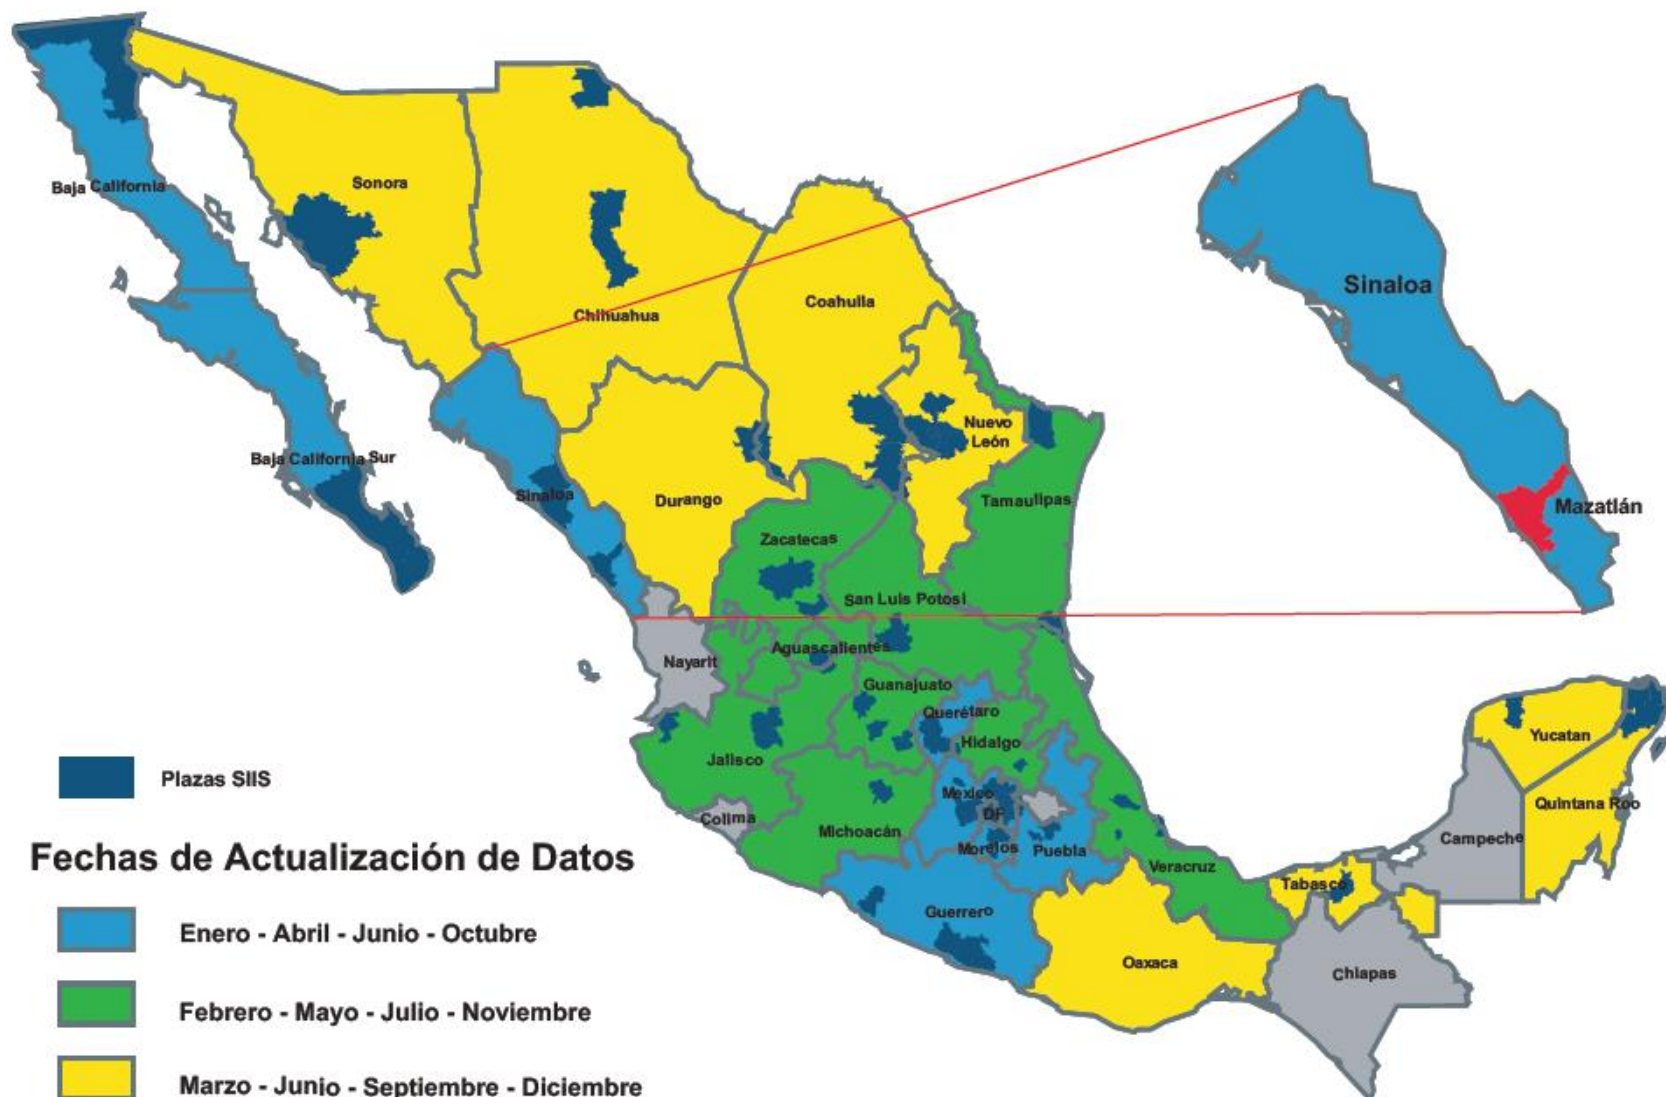 Baja California
Sonora
Chihuahua
Coahuila
Sinaloa
Baja California Sur
Nuevo
León
Sinaloa
Durango
Tamaulipas
Mazatlán
Zacatecas
San Luis Potosí
Aguascalientes
Nayarit
Guanajuato
Querétaro
Hidalgo
Yucatan
Jalisco
Plazas SIIS
Mexico
DF
Quintana Roo
Colima
Michoacán
Morelos
Puebla
Campeche
Fechas de Actualización de Datos
Veracruz
Tabasco
Enero - Abril - Junio - Octubre
Guerrero
Oaxaca
Chiapas
Febrero - Mayo - Julio - Noviembre
Marzo - Junio - Septiembre - Diciembre